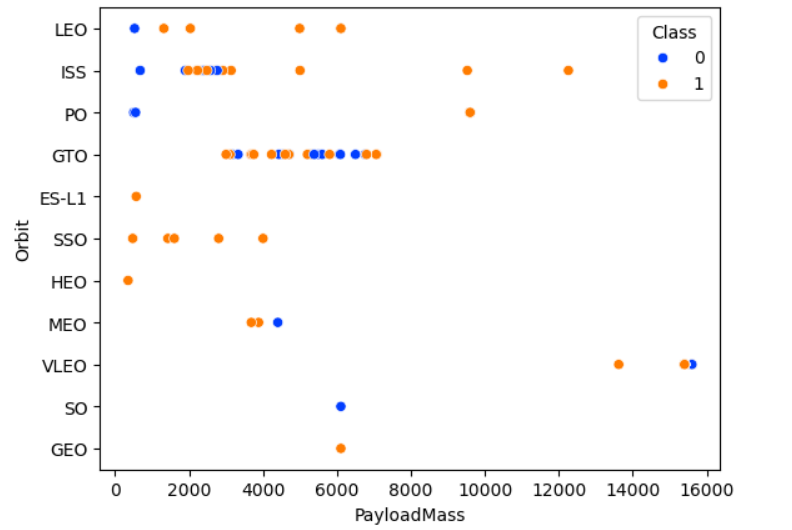 LEO
ISS
PO
GTO
ES-L1
SSO
HEO
MEO
VLEO
SO
GEO
Orbit
Class
0
1
0 2000 4000 6000 8000 10000 12000 14000 16000
PayloadMass